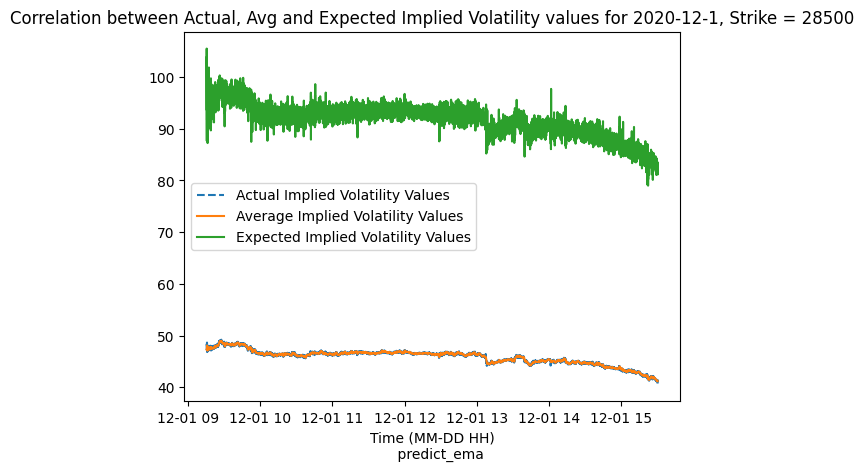 Correlation between Actual, Avg and Expected Implied Volatility values for 2020-12-1, Strike = 28500
100
90
80
70
60
50
40
Actual Implied Volatility Values
Average Implied Volatility Values
Expected Implied Volatility Values
12-01 09 12-01 10 12-01 11 12-01 12 12-01 13 12-01 14 12-01 15
Time (MM-DD HH)
predict_ema